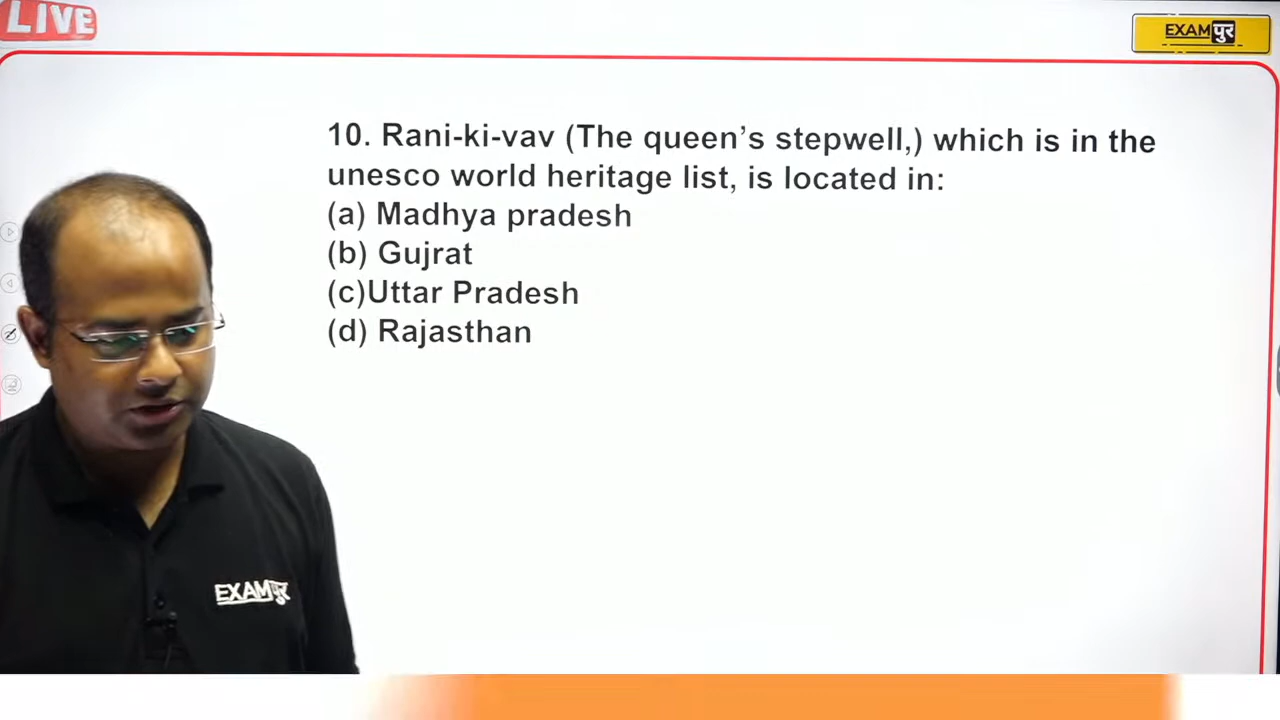 LIVE
EXAMपुर
10. Rani-ki-vav (The queen's stepwell,) which is in the
unesco world heritage list, is located in:
(a) Madhya pradesh
(b) Gujrat
(c)Uttar Pradesh
(d) Rajasthan
EXAMपुर